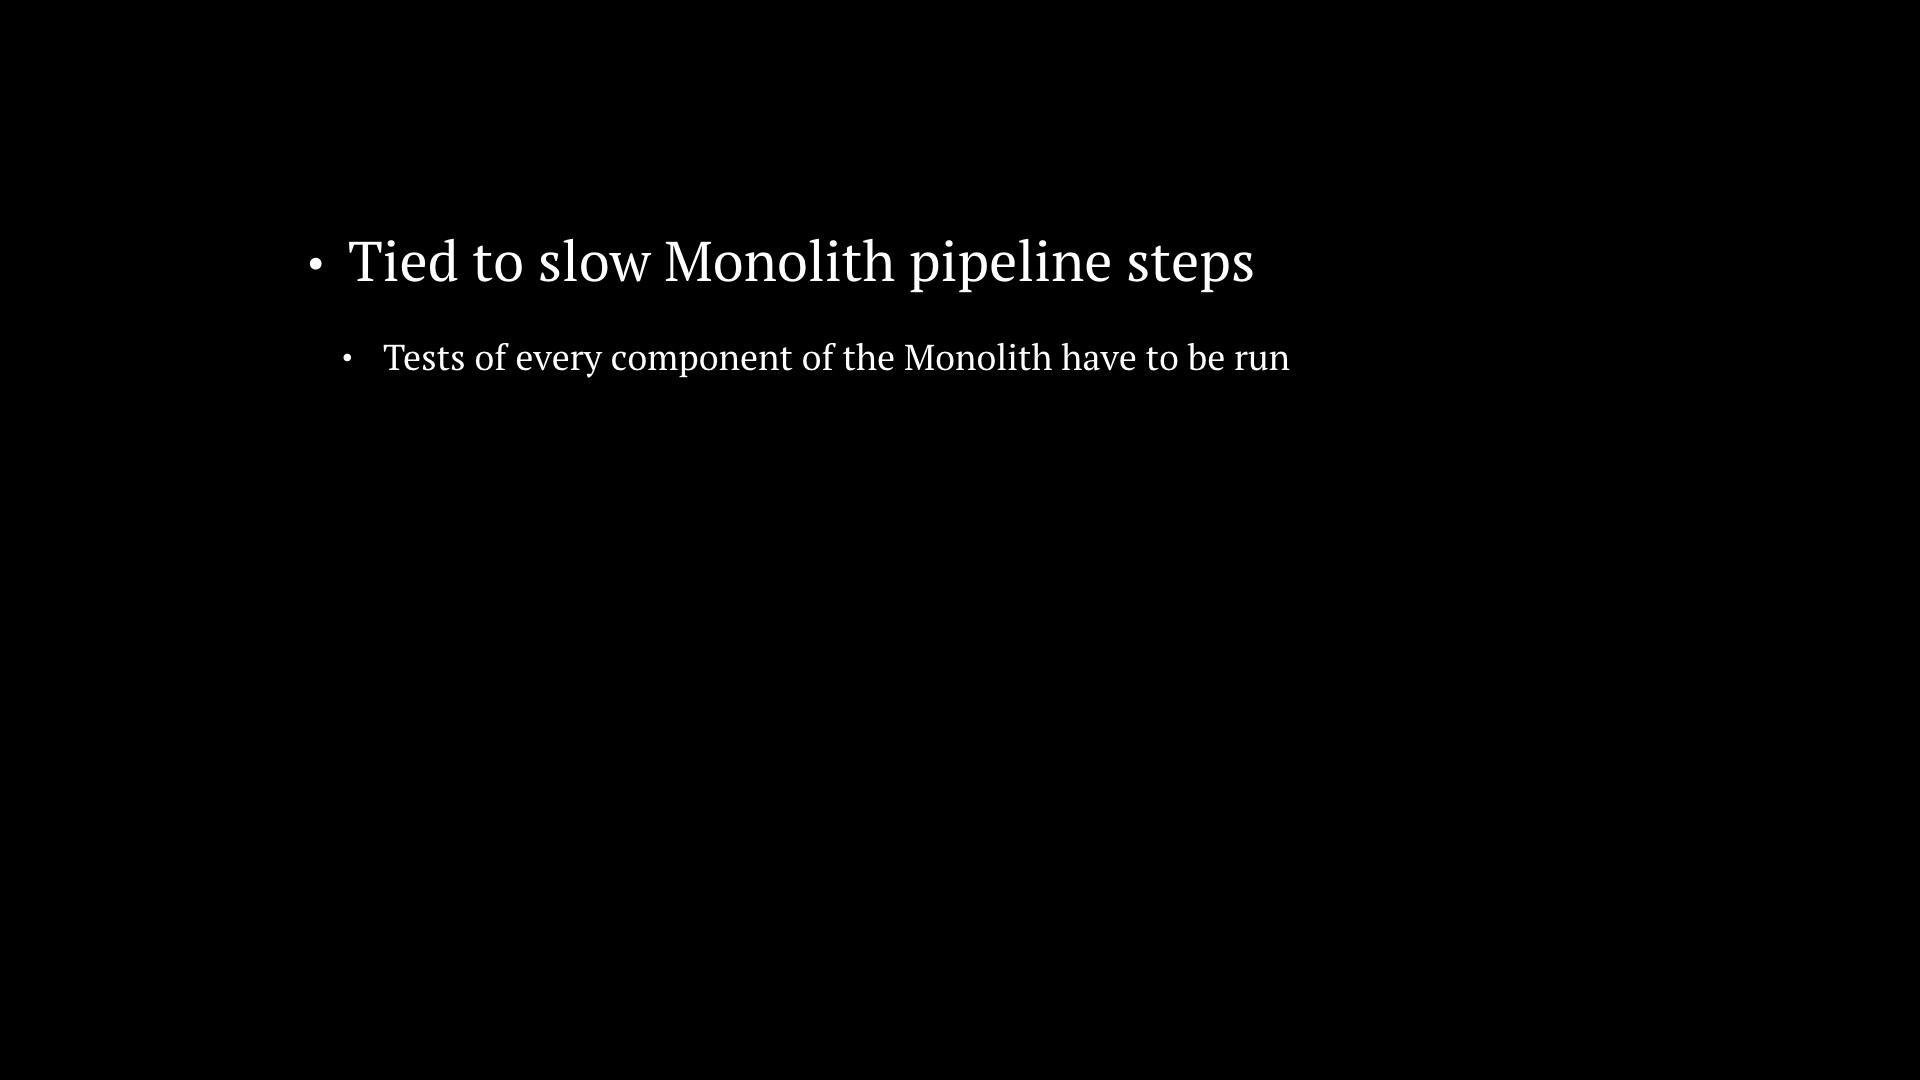 • Tied to slow Monolith pipeline steps
• Tests of every component of the Monolith have to be run